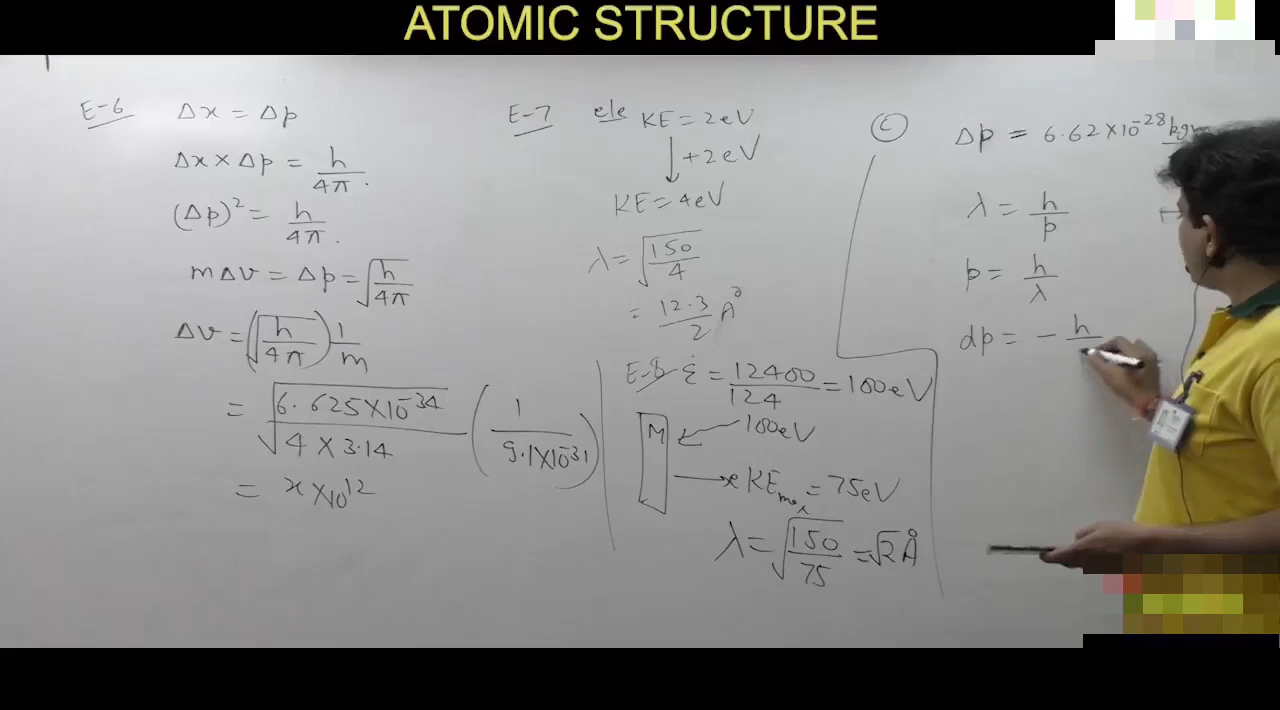 ATOMIC STRUCTURE
E-6
Δx = Δp
Δx × Δp = h/4π.
(Δp)² = h/4π.
mΔv = Δp = √(h/4π)
Δv = (√(h/4π)) 1/m
= √(6.625×10⁻³⁴/4×3.14) (1/9.1×10⁻³¹)
= x×10¹²
E-7 ele KE = 2eV
↓ +2eV
KE = 4eV
λ = √(150/4)
= 12.3/2 A°
E-8 Ė = 12400/124 = 100eV
M ← 100eV
→ e KEmax = 75eV
λ = √(150/75) = √2 Å
C
Δp = 6.62×10⁻²⁸ kgm
λ = h/p
p = h/λ
dp = - h